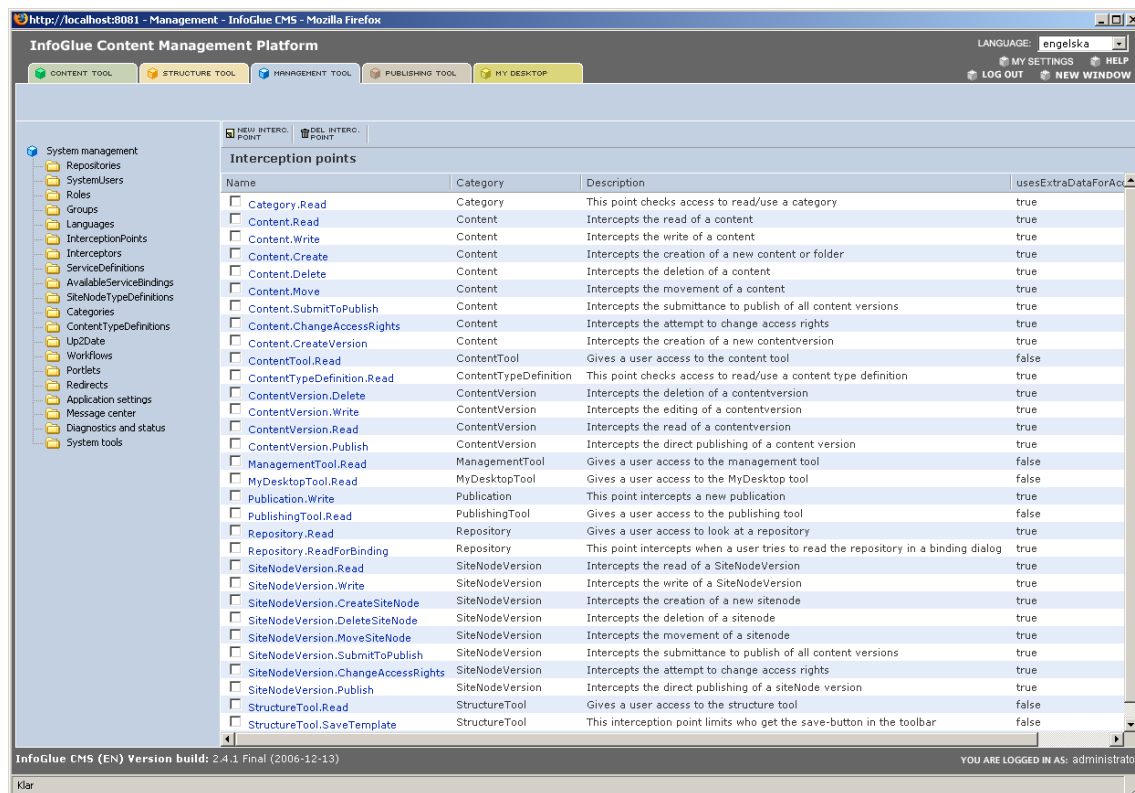 http://localhost:8081 - Management - InfoGlue CMS - Mozilla Firefox
InfoGlue Content Management Platform
LANGUAGE: engelska
MY SETTINGS HELP
LOG OUT NEW WINDOW
CONTENT TOOL STRUCTURE TOOL MANAGEMENT TOOL PUBLISHING TOOL MY DESKTOP
System management
Repositories
SystemUsers
Roles
Groups
Languages
InterceptionPoints
Interceptors
ServiceDefinitions
AvailableServiceBindings
SiteNodeTypeDefinitions
Categories
ContentTypeDefinitions
Up2Date
Workflows
Portlets
Redirects
Application settings
Message center
Diagnostics and status
System tools
NEW INTERC. POINT DEL INTERC. POINT
Interception points
Name Category Description usesExtraDataForAcc
Category.Read Category This point checks access to read/use a category true
Content.Read Content Intercepts the read of a content true
Content.Write Content Intercepts the write of a content true
Content.Create Content Intercepts the creation of a new content or folder true
Content.Delete Content Intercepts the deletion of a content true
Content.Move Content Intercepts the movement of a content true
Content.SubmitToPublish Content Intercepts the submittance to publish of all content versions true
Content.ChangeAccessRights Content Intercepts the attempt to change access rights true
Content.CreateVersion Content Intercepts the creation of a new contentversion true
ContentTool.Read ContentTool Gives a user access to the content tool false
ContentTypeDefinition.Read ContentTypeDefinition This point checks access to read/use a content type definition true
ContentVersion.Delete ContentVersion Intercepts the deletion of a contentversion true
ContentVersion.Write ContentVersion Intercepts the editing of a contentversion true
ContentVersion.Read ContentVersion Intercepts the read of a contentversion true
ContentVersion.Publish ContentVersion Intercepts the direct publishing of a content version true
ManagementTool.Read ManagementTool Gives a user access to the management tool false
MyDesktopTool.Read MyDesktopTool Gives a user access to the MyDesktop tool false
Publication.Write Publication This point intercepts a new publication true
PublishingTool.Read PublishingTool Gives a user access to the publishing tool false
Repository.Read Repository Gives a user access to look at a repository true
Repository.ReadForBinding Repository This point intercepts when a user tries to read the repository in a binding dialog true
SiteNodeVersion.Read SiteNodeVersion Intercepts the read of a SiteNodeVersion true
SiteNodeVersion.Write SiteNodeVersion Intercepts the write of a SiteNodeVersion true
SiteNodeVersion.CreateSiteNode SiteNodeVersion Intercepts the creation of a new sitenode true
SiteNodeVersion.DeleteSiteNode SiteNodeVersion Intercepts the deletion of a sitenode true
SiteNodeVersion.MoveSiteNode SiteNodeVersion Intercepts the movement of a sitenode true
SiteNodeVersion.SubmitToPublish SiteNodeVersion Intercepts the submittance to publish of all content versions true
SiteNodeVersion.ChangeAccessRights SiteNodeVersion Intercepts the attempt to change access rights true
SiteNodeVersion.Publish SiteNodeVersion Intercepts the direct publishing of a siteNode version true
StructureTool.Read StructureTool Gives a user access to the structure tool false
StructureTool.SaveTemplate StructureTool This interception point limits who get the save-button in the toolbar false
InfoGlue CMS (EN) Version build: 2.4.1 Final (2006-12-13)
YOU ARE LOGGED IN AS: administrato
Klar